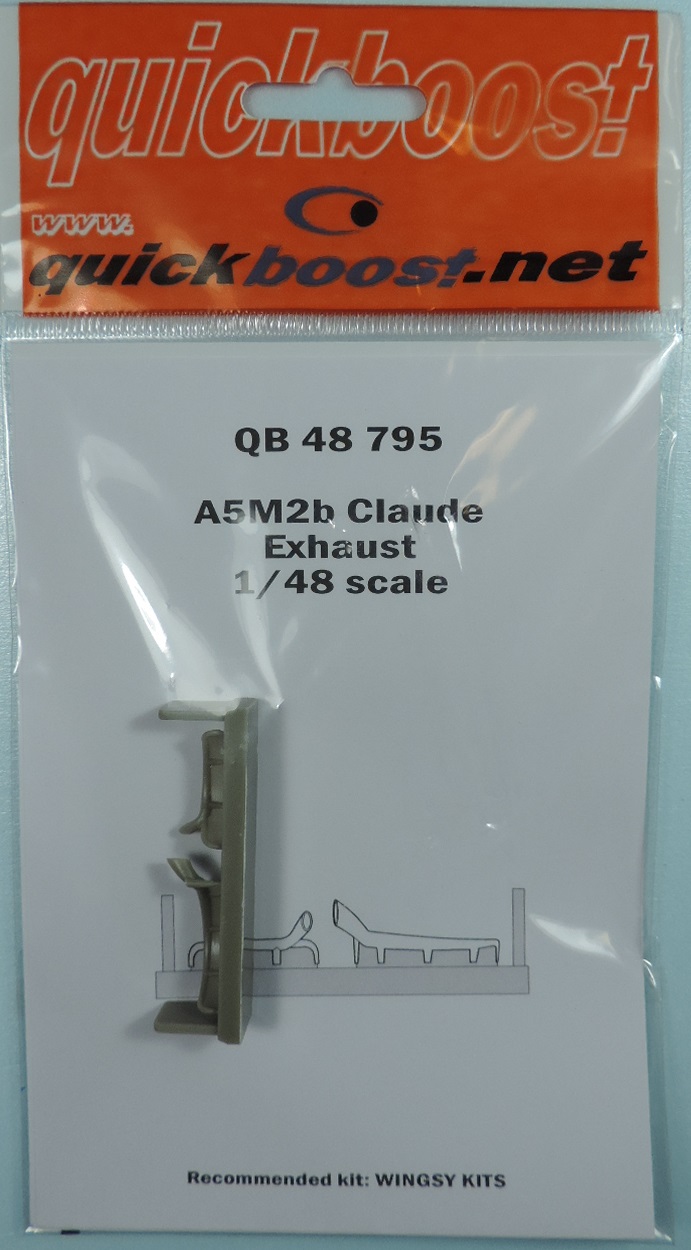 quickboost
www.
quickboost.net
QB 48 795
A5M2b Claude
Exhaust
1/48 scale
Recommended kit: WINGSY KITS